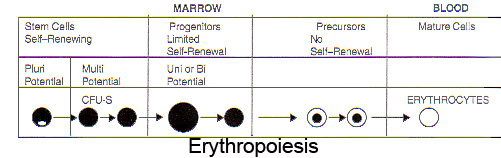 MARROW
BLOOD
Stem Cells
Self–Renewing
Progenitors
Limited
Self-Renewal
Precursors
No
Self–Renewal
Mature Cells
Pluri
Potential
Multi
Potential
Uni or Bi
Potential
CFU-S
ERYTHROCYTES
Erythropoiesis